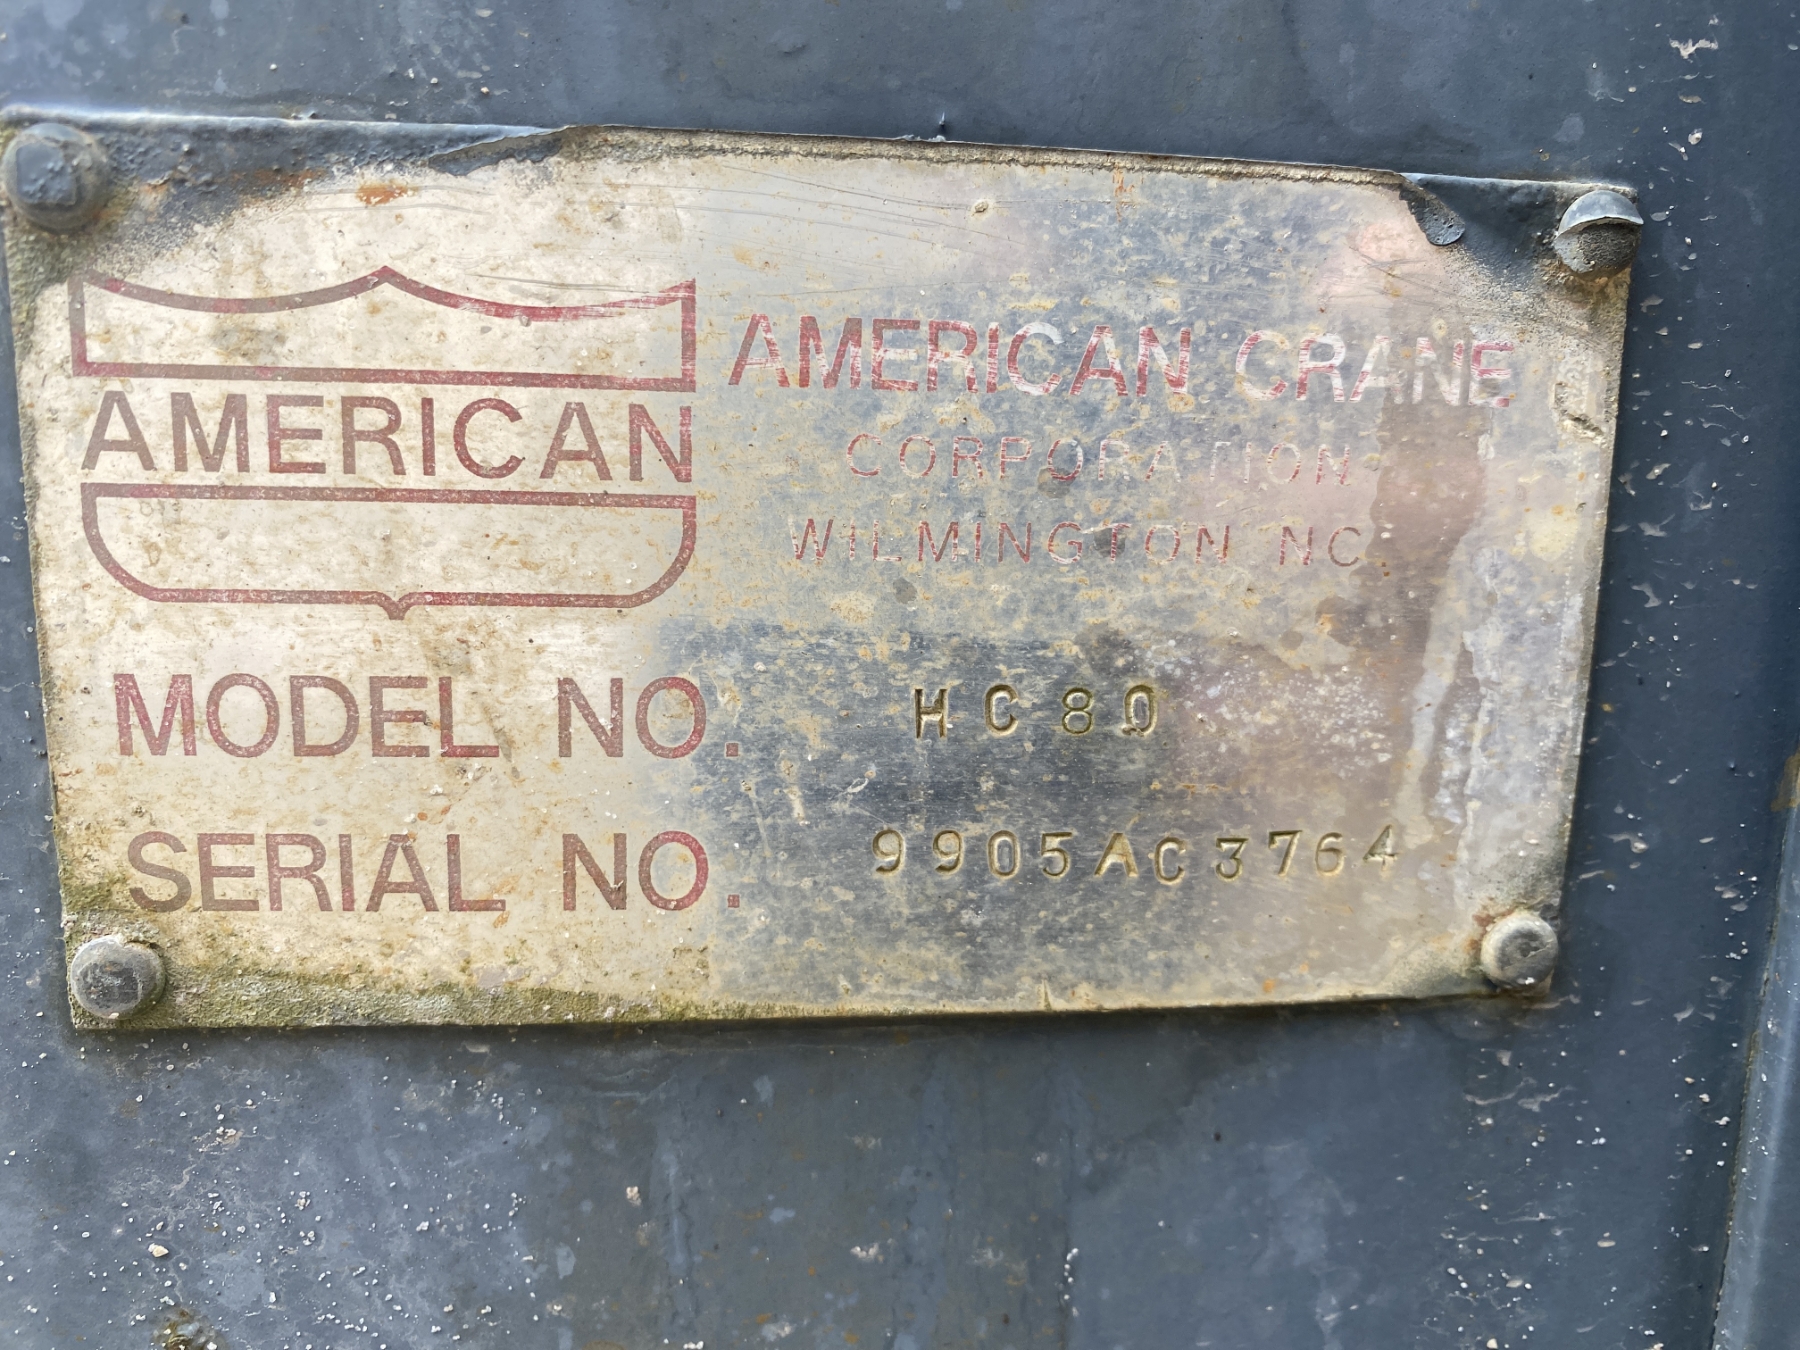 AMERICAN
AMERICAN CRANE
CORPORATION
WILMINGTON NC.
MODEL NO. HC80
SERIAL NO. 9905AC3764